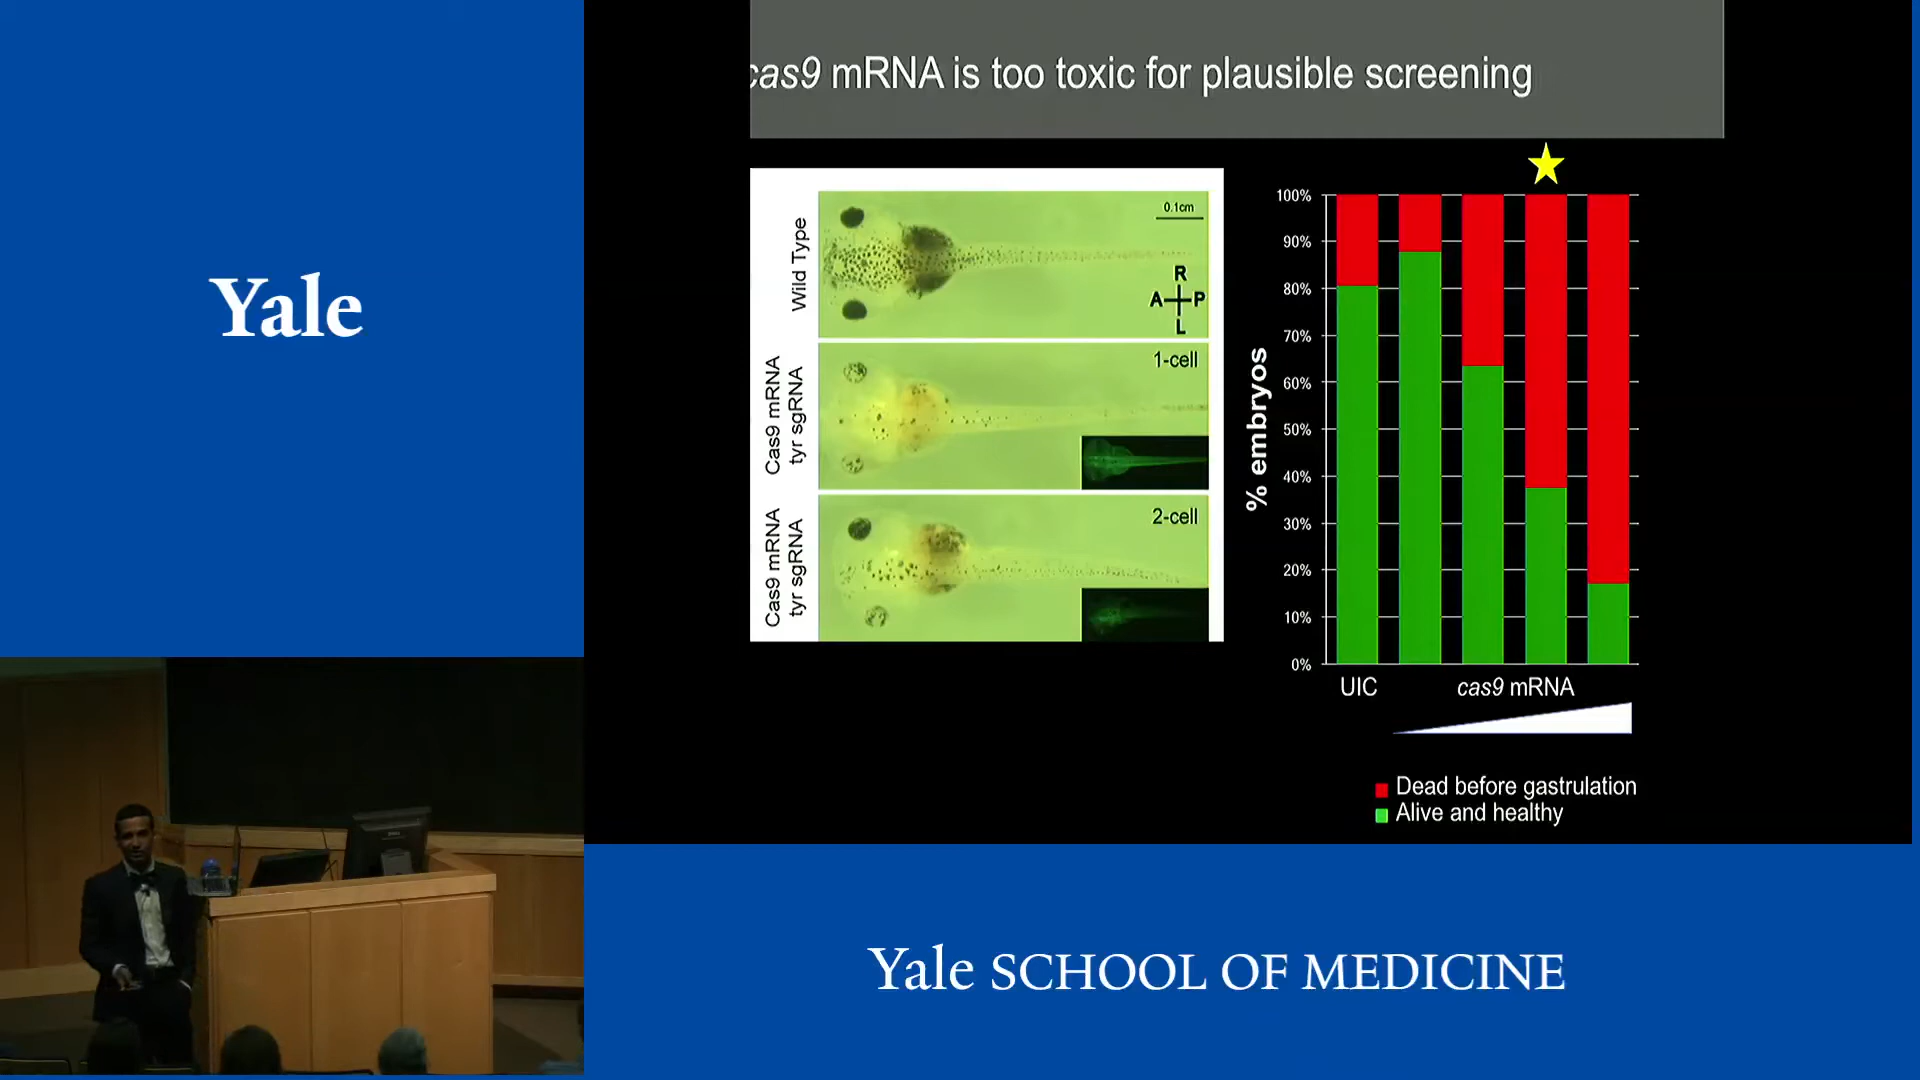 Yale
cas9 mRNA is too toxic for plausible screening
Wild Type
0.1cm
R
A P
L
Cas9 mRNA
tyr sgRNA
1-cell
Cas9 mRNA
tyr sgRNA
2-cell
% embryos
100%
90%
80%
70%
60%
50%
40%
30%
20%
10%
0%
UIC
cas9 mRNA
Dead before gastrulation
Alive and healthy
Yale SCHOOL OF MEDICINE